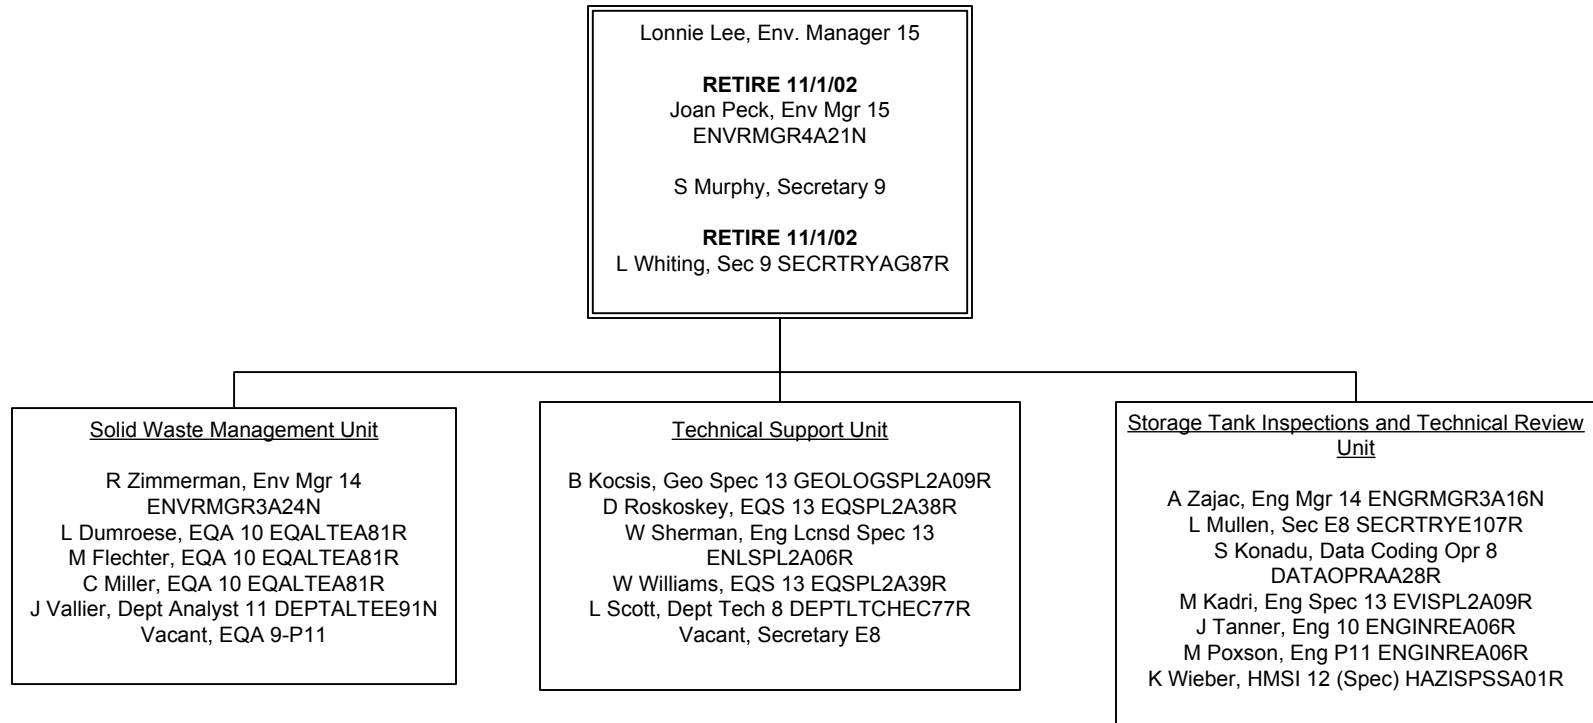 Lonnie Lee, Env. Manager 15
RETIRE 11/1/02
Joan Peck, Env Mgr 15
ENVRMGR4A21N
S Murphy, Secretary 9
RETIRE 11/1/02
L Whiting, Sec 9 SECRTRYAG87R
Solid Waste Management Unit
R Zimmerman, Env Mgr 14
ENVRMGR3A24N
L Dumroese, EQA 10 EQALTEA81R
M Flechter, EQA 10 EQALTEA81R
C Miller, EQA 10 EQALTEA81R
J Vallier, Dept Analyst 11 DEPTALTEE91N
Vacant, EQA 9-P11
Technical Support Unit
B Kocsis, Geo Spec 13 GEOLOGSPL2A09R
D Roskoskey, EQS 13 EQSPL2A38R
W Sherman, Eng Lcnsd Spec 13
ENLSPL2A06R
W Williams, EQS 13 EQSPL2A39R
L Scott, Dept Tech 8 DEPTLTCHEC77R
Vacant, Secretary E8
Storage Tank Inspections and Technical Review
Unit
A Zajac, Eng Mgr 14 ENGRMGR3A16N
L Mullen, Sec E8 SECRTRYE107R
S Konadu, Data Coding Opr 8
DATAOPRAA28R
M Kadri, Eng Spec 13 EVISPL2A09R
J Tanner, Eng 10 ENGINREA06R
M Poxson, Eng P11 ENGINREA06R
K Wieber, HMSI 12 (Spec) HAZISPSSA01R